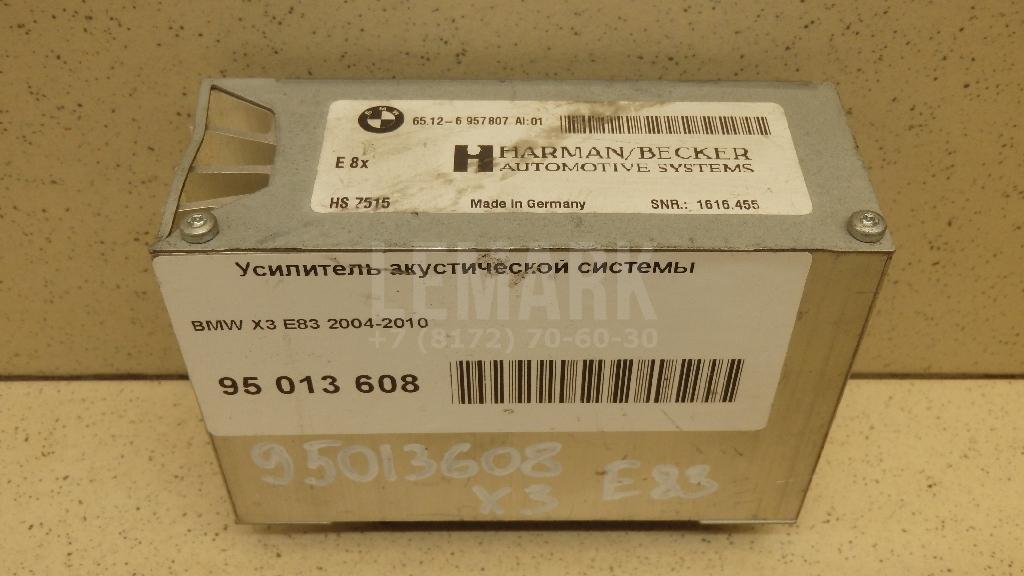 BMW
65.12-6 957807 AI:01
E 8x
HARMAN/BECKER
AUTOMOTIVE SYSTEMS
HS 7515 Made in Germany SNR.: 1616.455
Усилитель акустической системы
LEMARK
BMW X3 E83 2004-2010
+7 (8172) 70-60-30
95 013 608
95013608
X3 E83